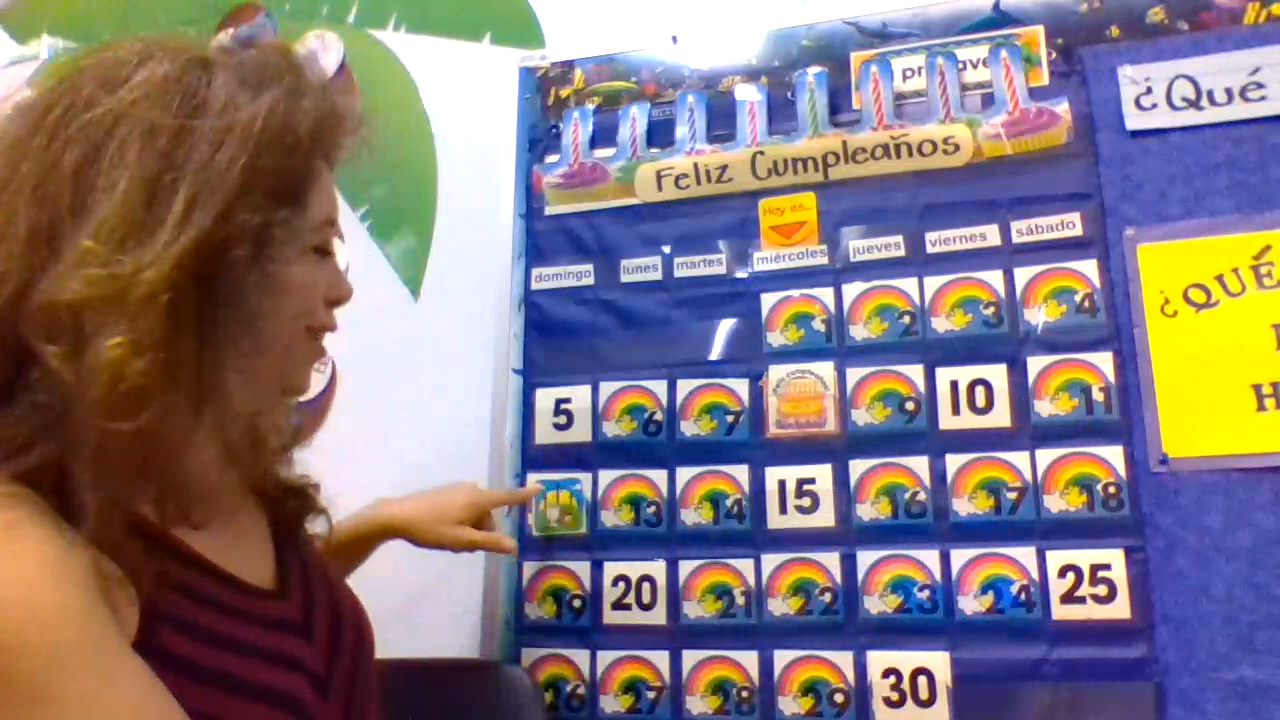 Feliz Cumpleaños
Hoy es...
domingo lunes martes miércoles jueves viernes sábado
1 2 3 4
5 6 7 9 10 11
13 14 15 16 17 18
19 20 21 22 23 24 25
26 27 28 29 30
¿Qué
¿QUÉ